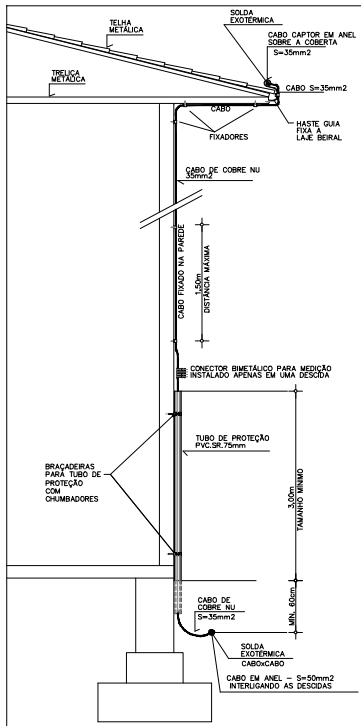 SOLDA
EXOTÉRMICA
TELHA
METÁLICA
CABO CAPTOR EM ANEL
SOBRE A COBERTA
S=35mm2
TRELIÇA
METÁLICA
CABO S=35mm2
CABO
FIXADORES
HASTE GUIA
FIXA A
LAJE BEIRAL
CABO DE COBRE NU
35mm2
CABO FIXADO NA PAREDE
1,50m
DISTÂNCIA MÁXIMA
CONECTOR BIMETÁLICO PARA MEDIÇÃO
INSTALADO APENAS EM UMA DESCIDA
TUBO DE PROTEÇÃO
PVC.SR.75mm
BRAÇADEIRAS
PARA TUBO DE
PROTEÇÃO
COM
CHUMBADORES
3,00m
TAMANHO MÍNIMO
MIN. 60cm
CABO DE
COBRE NU
S=35mm2
SOLDA
EXOTÉRMICA
CABOxCABO
CABO EM ANEL - S=50mm2
INTERLIGANDO AS DESCIDAS